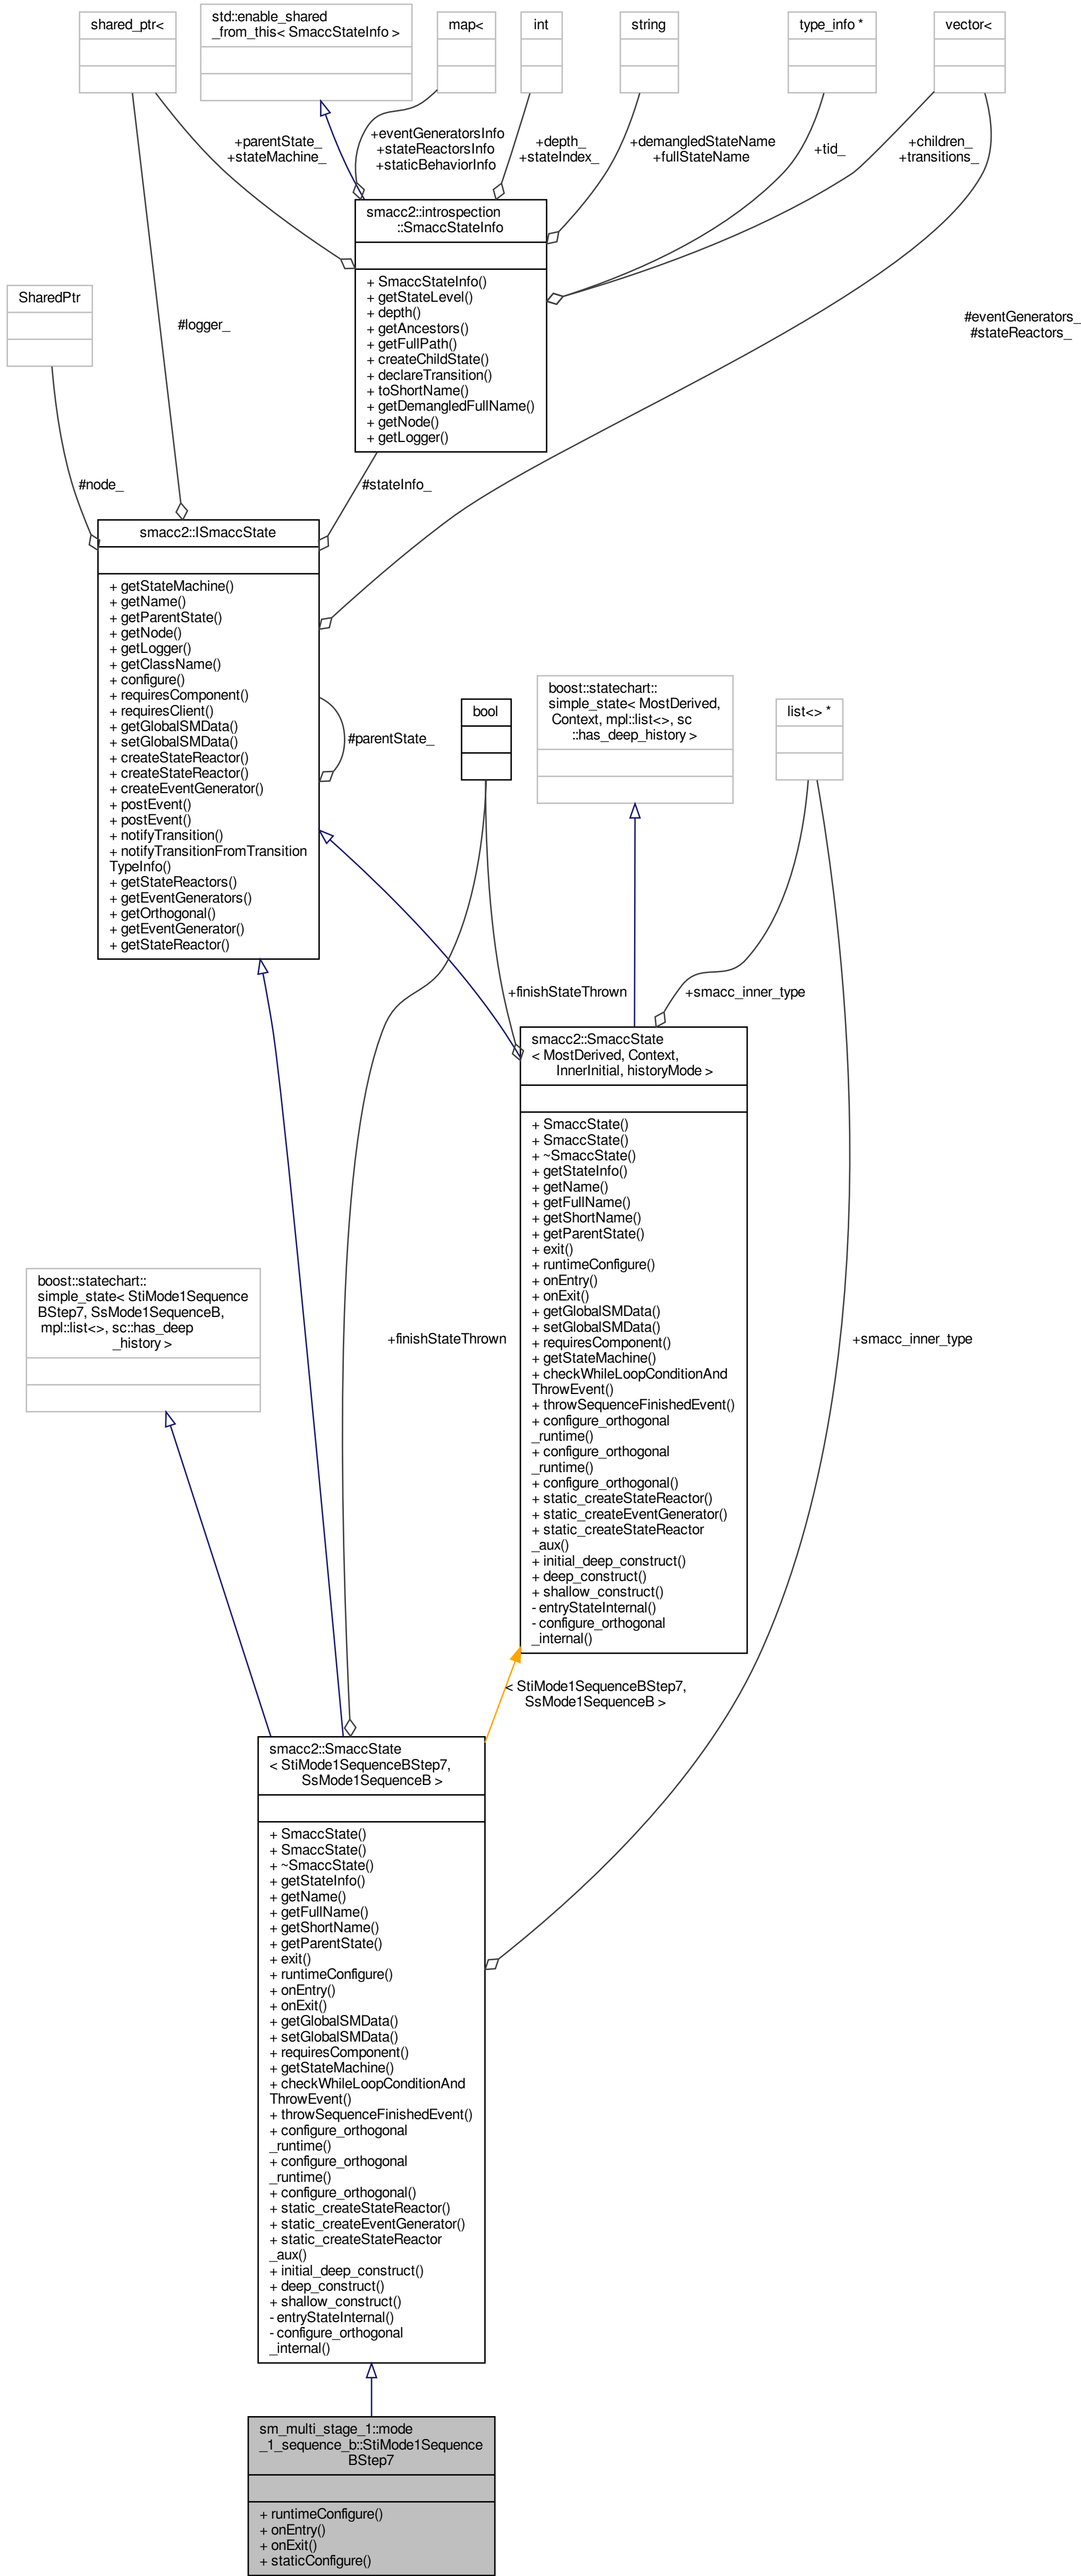 shared_ptr<
std::enable_shared
_from_this< SmaccStateInfo >
map<
int
string
type_info *
vector<
+parentState_
+stateMachine_
+eventGeneratorsInfo
+stateReactorsInfo
+staticBehaviorInfo
+depth_
+stateIndex_
+demangledStateName
+fullStateName
+tid_
+children_
+transitions_
smacc2::introspection
::SmaccStateInfo
+ SmaccStateInfo()
+ getStateLevel()
+ depth()
+ getAncestors()
+ getFullPath()
+ createChildState()
+ declareTransition()
+ toShortName()
+ getDemangledFullName()
+ getNode()
+ getLogger()
SharedPtr
#logger_
#eventGenerators_
#stateReactors_
#node_
#stateInfo_
smacc2::ISmaccState
+ getStateMachine()
+ getName()
+ getParentState()
+ getNode()
+ getLogger()
+ getClassName()
+ configure()
+ requiresComponent()
+ requiresClient()
+ getGlobalSMData()
+ setGlobalSMData()
+ createStateReactor()
+ createStateReactor()
+ createEventGenerator()
+ postEvent()
+ postEvent()
+ notifyTransition()
+ notifyTransitionFromTransition
TypeInfo()
+ getStateReactors()
+ getEventGenerators()
+ getOrthogonal()
+ getEventGenerator()
+ getStateReactor()
#parentState_
bool
boost::statechart::
simple_state< MostDerived,
Context, mpl::list<>, sc
::has_deep_history >
list<> *
+finishStateThrown
+smacc_inner_type
smacc2::SmaccState
< MostDerived, Context,
InnerInitial, historyMode >
+ SmaccState()
+ SmaccState()
+ ~SmaccState()
+ getStateInfo()
+ getName()
+ getFullName()
+ getShortName()
+ getParentState()
+ exit()
+ runtimeConfigure()
+ onEntry()
+ onExit()
+ getGlobalSMData()
+ setGlobalSMData()
+ requiresComponent()
+ getStateMachine()
+ checkWhileLoopConditionAnd
ThrowEvent()
+ throwSequenceFinishedEvent()
+ configure_orthogonal
_runtime()
+ configure_orthogonal
_runtime()
+ configure_orthogonal()
+ static_createStateReactor()
+ static_createEventGenerator()
+ static_createStateReactor
_aux()
+ initial_deep_construct()
+ deep_construct()
+ shallow_construct()
- entryStateInternal()
- configure_orthogonal
_internal()
boost::statechart::
simple_state< StiMode1Sequence
BStep7, SsMode1SequenceB,
mpl::list<>, sc::has_deep
_history >
+finishStateThrown
+smacc_inner_type
< StiMode1SequenceBStep7,
SsMode1SequenceB >
smacc2::SmaccState
< StiMode1SequenceBStep7,
SsMode1SequenceB >
+ SmaccState()
+ SmaccState()
+ ~SmaccState()
+ getStateInfo()
+ getName()
+ getFullName()
+ getShortName()
+ getParentState()
+ exit()
+ runtimeConfigure()
+ onEntry()
+ onExit()
+ getGlobalSMData()
+ setGlobalSMData()
+ requiresComponent()
+ getStateMachine()
+ checkWhileLoopConditionAnd
ThrowEvent()
+ throwSequenceFinishedEvent()
+ configure_orthogonal
_runtime()
+ configure_orthogonal
_runtime()
+ configure_orthogonal()
+ static_createStateReactor()
+ static_createEventGenerator()
+ static_createStateReactor
_aux()
+ initial_deep_construct()
+ deep_construct()
+ shallow_construct()
- entryStateInternal()
- configure_orthogonal
_internal()
sm_multi_stage_1::mode
_1_sequence_b::StiMode1Sequence
BStep7
+ runtimeConfigure()
+ onEntry()
+ onExit()
+ staticConfigure()